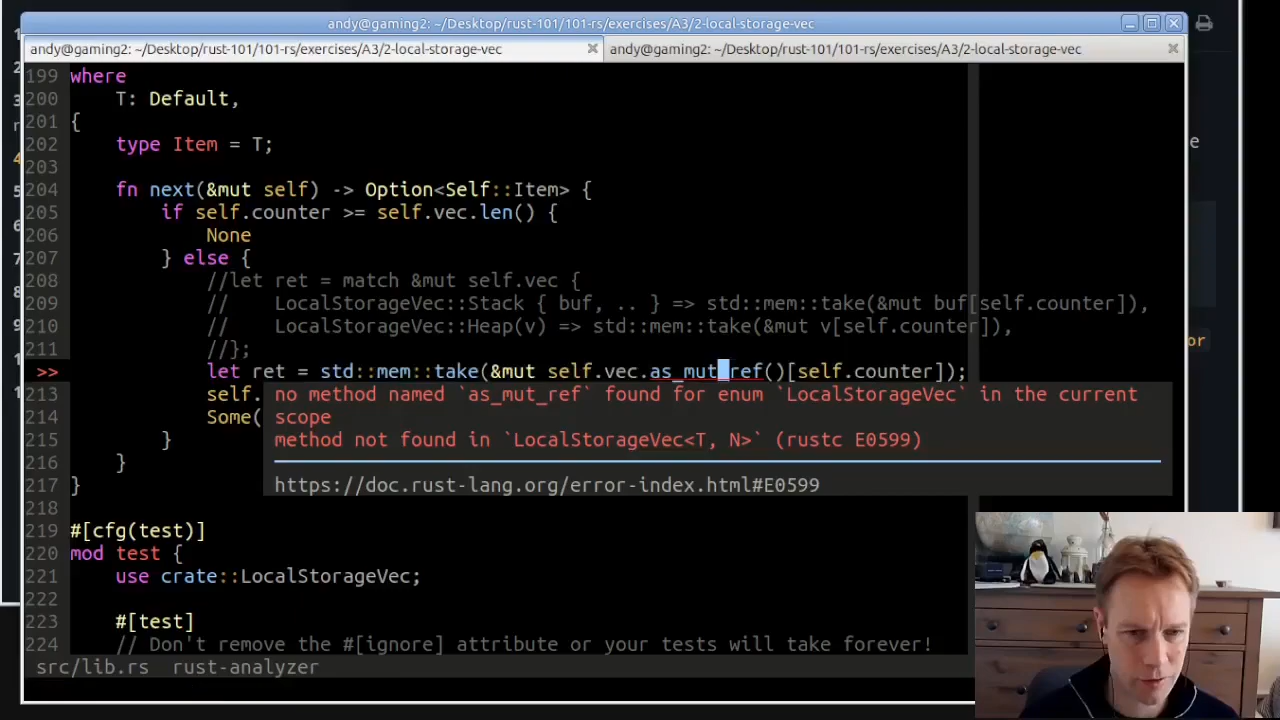 andy@gaming2: ~/Desktop/rust-101/101-rs/exercises/A3/2-local-storage-vec
andy@gaming2: ~/Desktop/rust-101/101-rs/exercises/A3/2-local-storage-vec
andy@gaming2: ~/Desktop/rust-101/101-rs/exercises/A3/2-local-storage-vec
199 where
200     T: Default,
201 {
202     type Item = T;
203
204     fn next(&mut self) -> Option<Self::Item> {
205         if self.counter >= self.vec.len() {
206             None
207         } else {
208             //let ret = match &mut self.vec {
209             //    LocalStorageVec::Stack { buf, .. } => std::mem::take(&mut buf[self.counter]),
210             //    LocalStorageVec::Heap(v) => std::mem::take(&mut v[self.counter]),
211             //};
>>             let ret = std::mem::take(&mut self.vec.as_mut_ref()[self.counter]);
213             self.
no method named `as_mut_ref` found for enum `LocalStorageVec` in the current
214             Some(
scope
215         }
method not found in `LocalStorageVec<T, N>` (rustc E0599)
216     }
217 }
https://doc.rust-lang.org/error-index.html#E0599
218
219 #[cfg(test)]
220 mod test {
221     use crate::LocalStorageVec;
222
223     #[test]
224     // Don't remove the #[ignore] attribute or your tests will take forever!
src/lib.rs  rust-analyzer
e
or